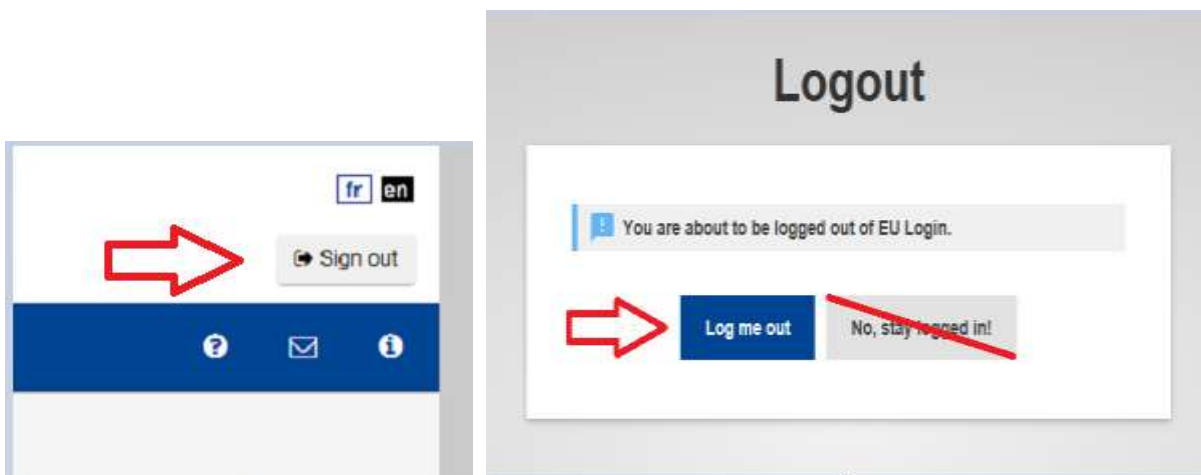 fr en
Sign out
Logout
You are about to be logged out of EU Login.
Log me out No, stay logged in!